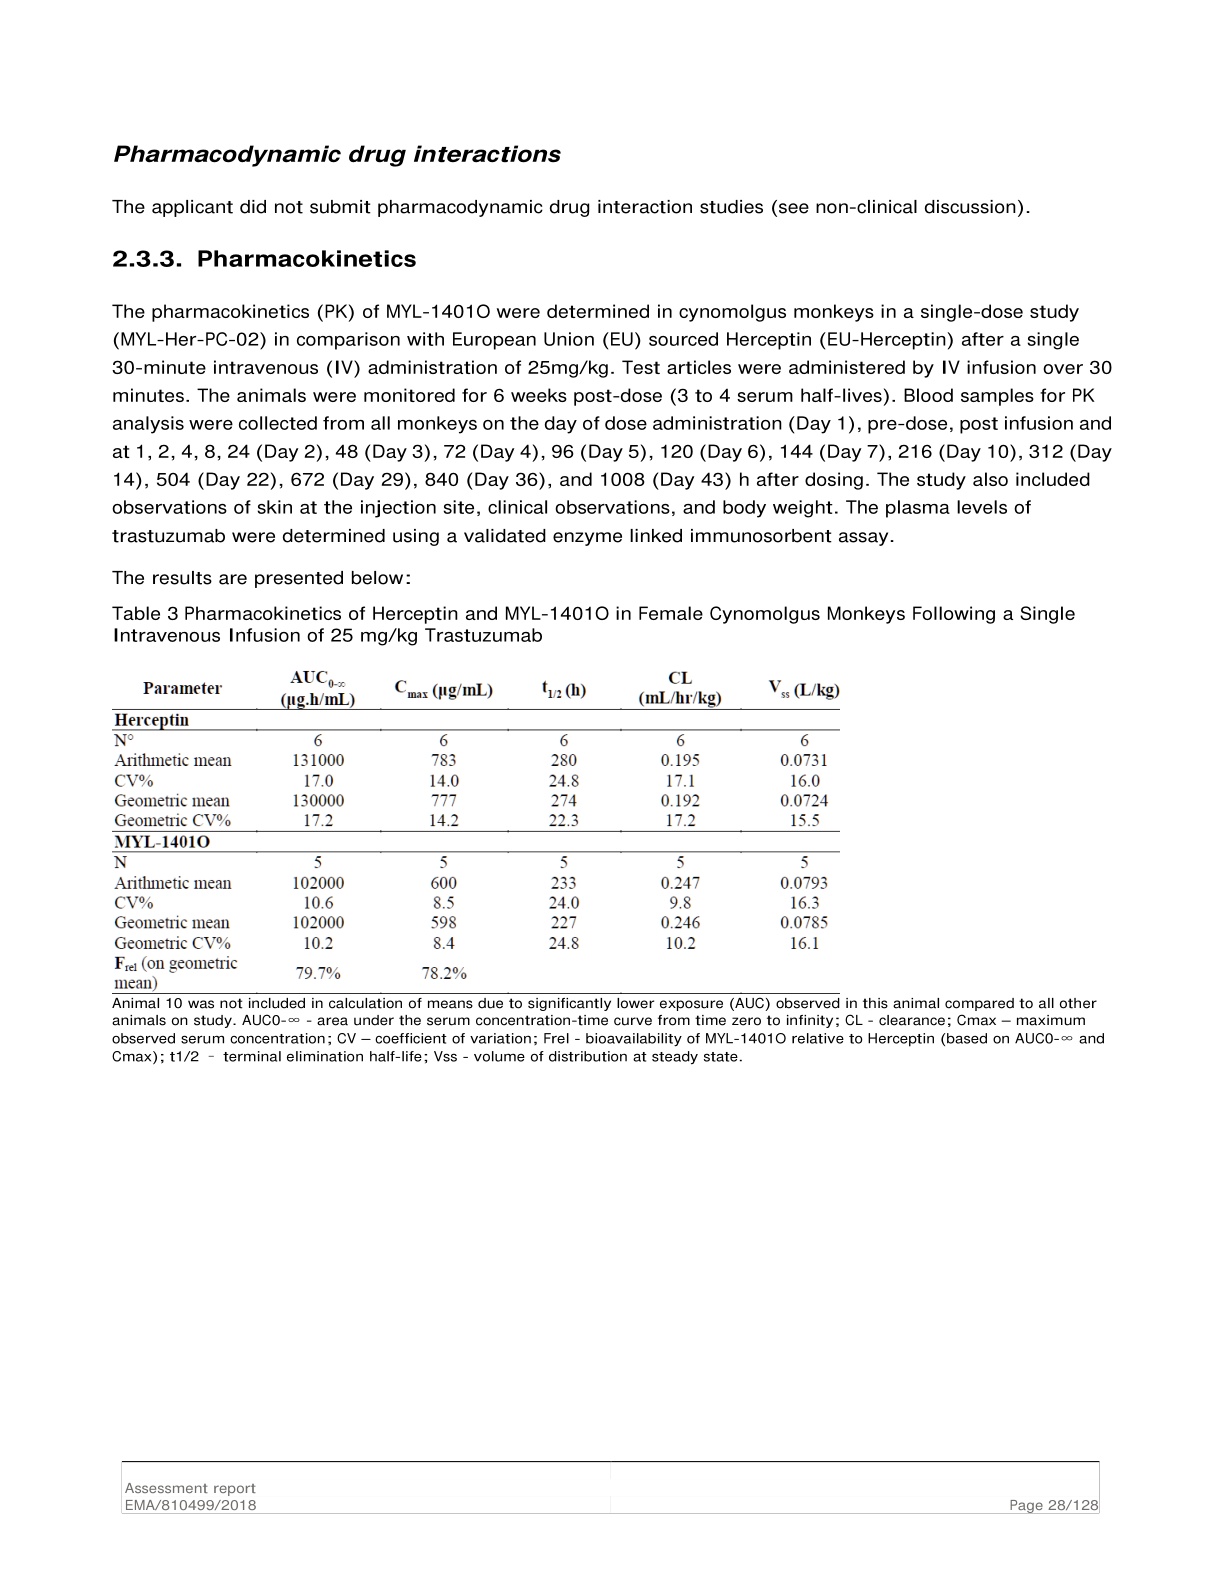 Pharmacodynamic drug interactions
The applicant did not submit pharmacodynamic drug interaction studies (see non-clinical discussion).
2.3.3. Pharmacokinetics
The pharmacokinetics (PK) of MYL-1401O were determined in cynomolgus monkeys in a single-dose study
(MYL-Her-PC-02) in comparison with European Union (EU) sourced Herceptin (EU-Herceptin) after a single
30-minute intravenous (IV) administration of 25mg/kg. Test articles were administered by IV infusion over 30
minutes. The animals were monitored for 6 weeks post-dose (3 to 4 serum half-lives). Blood samples for PK
analysis were collected from all monkeys on the day of dose administration (Day 1), pre-dose, post infusion and
at 1, 2, 4, 8, 24 (Day 2), 48 (Day 3), 72 (Day 4), 96 (Day 5), 120 (Day 6), 144 (Day 7), 216 (Day 10), 312 (Day
14), 504 (Day 22), 672 (Day 29), 840 (Day 36), and 1008 (Day 43) h after dosing. The study also included
observations of skin at the injection site, clinical observations, and body weight. The plasma levels of
trastuzumab were determined using a validated enzyme linked immunosorbent assay.
The results are presented below:
Table 3 Pharmacokinetics of Herceptin and MYL-1401O in Female Cynomolgus Monkeys Following a Single
Intravenous Infusion of 25 mg/kg Trastuzumab
Parameter AUC0-∞ (µg.h/mL) Cmax (µg/mL) t1/2 (h) CL (mL/hr/kg) Vss (L/kg)
Herceptin
N° 6 6 6 6 6
Arithmetic mean 131000 783 280 0.195 0.0731
CV% 17.0 14.0 24.8 17.1 16.0
Geometric mean 130000 777 274 0.192 0.0724
Geometric CV% 17.2 14.2 22.3 17.2 15.5
MYL-1401O
N 5 5 5 5 5
Arithmetic mean 102000 600 233 0.247 0.0793
CV% 10.6 8.5 24.0 9.8 16.3
Geometric mean 102000 598 227 0.246 0.0785
Geometric CV% 10.2 8.4 24.8 10.2 16.1
Frel (on geometric mean) 79.7% 78.2%
Animal 10 was not included in calculation of means due to significantly lower exposure (AUC) observed in this animal compared to all other
animals on study. AUC0-∞ - area under the serum concentration-time curve from time zero to infinity; CL - clearance; Cmax – maximum
observed serum concentration; CV – coefficient of variation; Frel - bioavailability of MYL-1401O relative to Herceptin (based on AUC0-∞ and
Cmax); t1/2 – terminal elimination half-life; Vss - volume of distribution at steady state.
Assessment report
EMA/810499/2018 Page 28/128